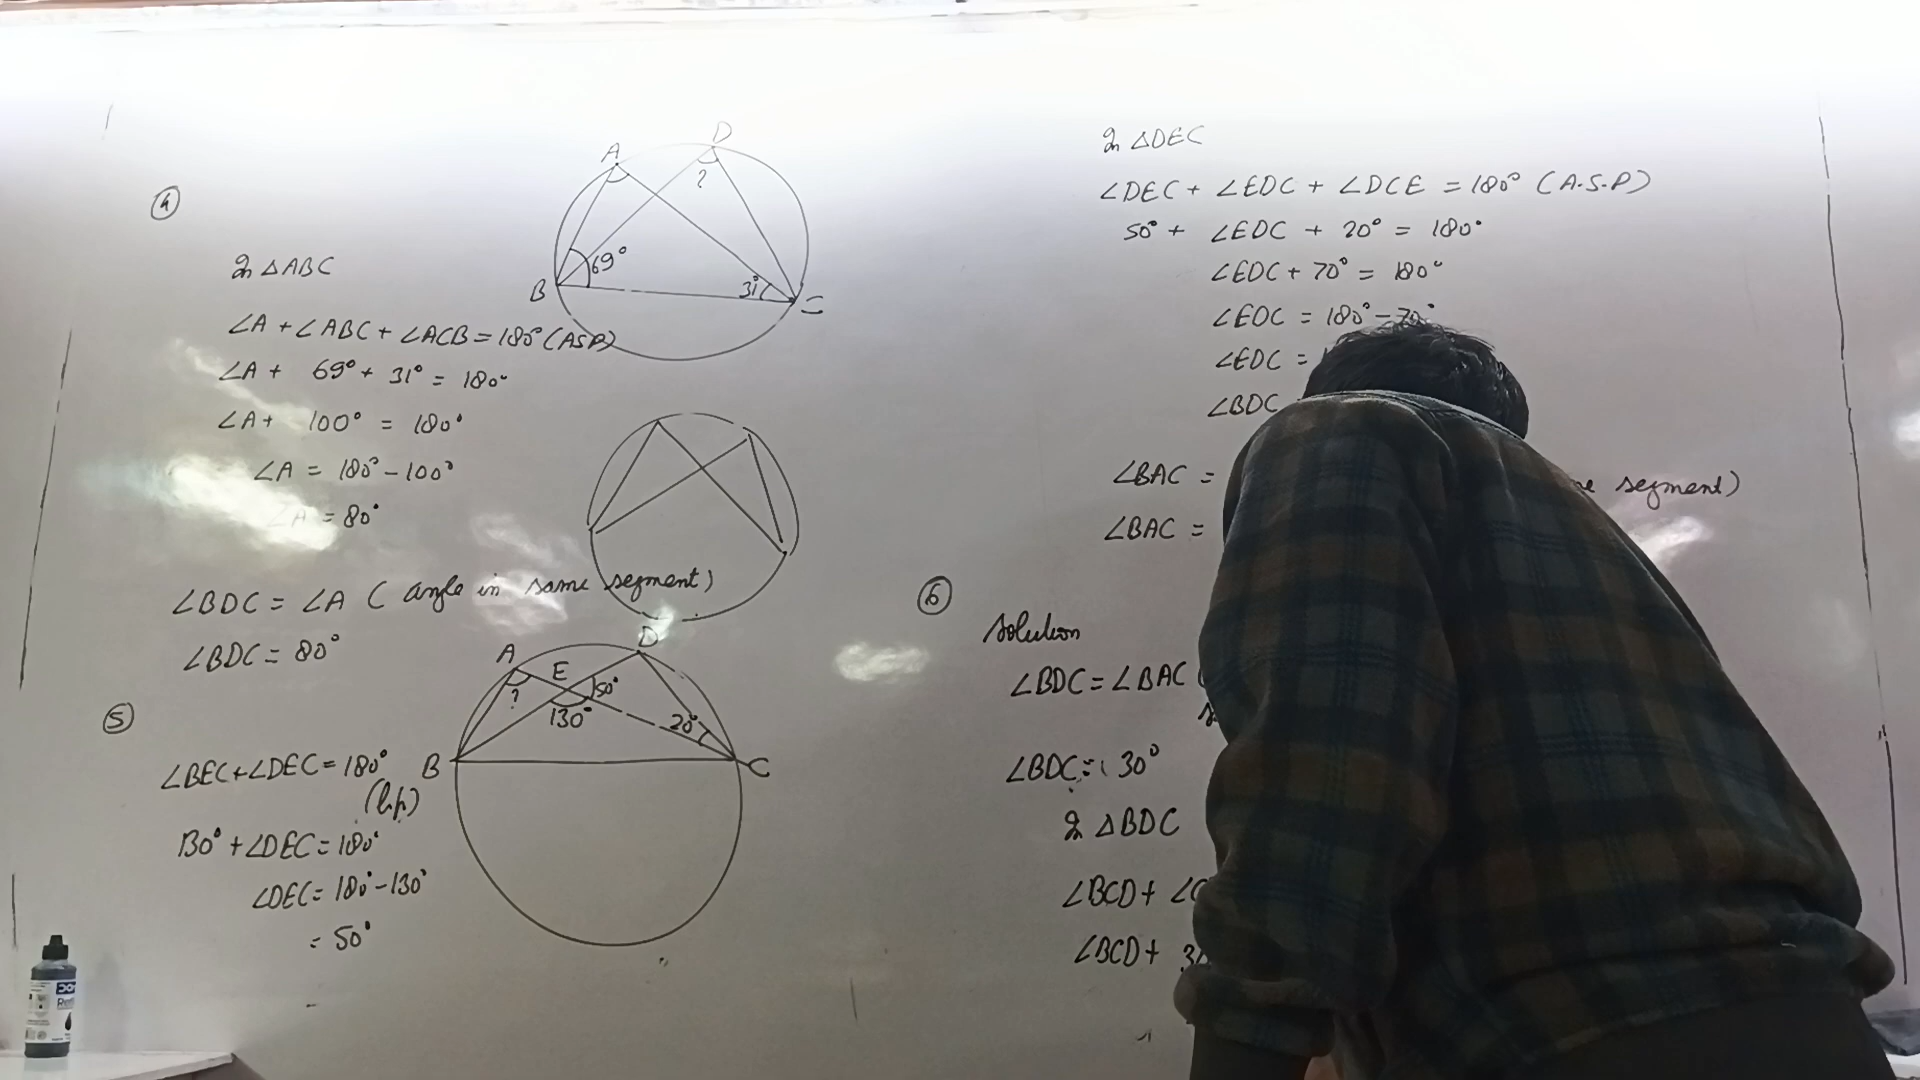 ④
A
D
?
69°
31°
B
C
In △ABC
∠A + ∠ABC + ∠ACB = 180° (ASP)
∠A + 69° + 31° = 180°
∠A + 100° = 180°
∠A = 180° - 100°
∠A = 80°
∠BDC = ∠A ( angle in same segment)
∠BDC = 80°
⑤
A
E
D
?
50°
130°
20°
B
C
∠BEC + ∠DEC = 180°
(l.p)
130° + ∠DEC = 180°
∠DEC = 180° - 130°
= 50°
In △DEC
∠DEC + ∠EDC + ∠DCE = 180° (A.S.P)
50° + ∠EDC + 20° = 180°
∠EDC + 70° = 180°
∠EDC = 180° - 70°
∠EDC =
∠BDC
∠BAC = segment)
∠BAC =
⑥
Solution
∠BDC = ∠BAC (
∠BDC = 30°
In △BDC
∠BCD +
∠BCD +